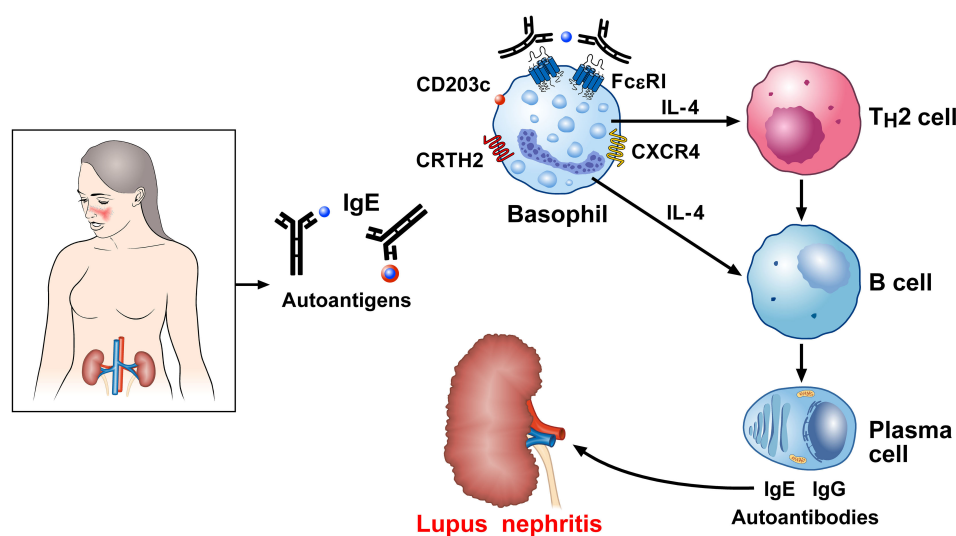 CD203c
FcεRI
IL-4
TH2 cell
CRTH2
CXCR4
IgE
Basophil
IL-4
Autoantigens
B cell
Plasma
cell
IgE IgG
Autoantibodies
Lupus nephritis